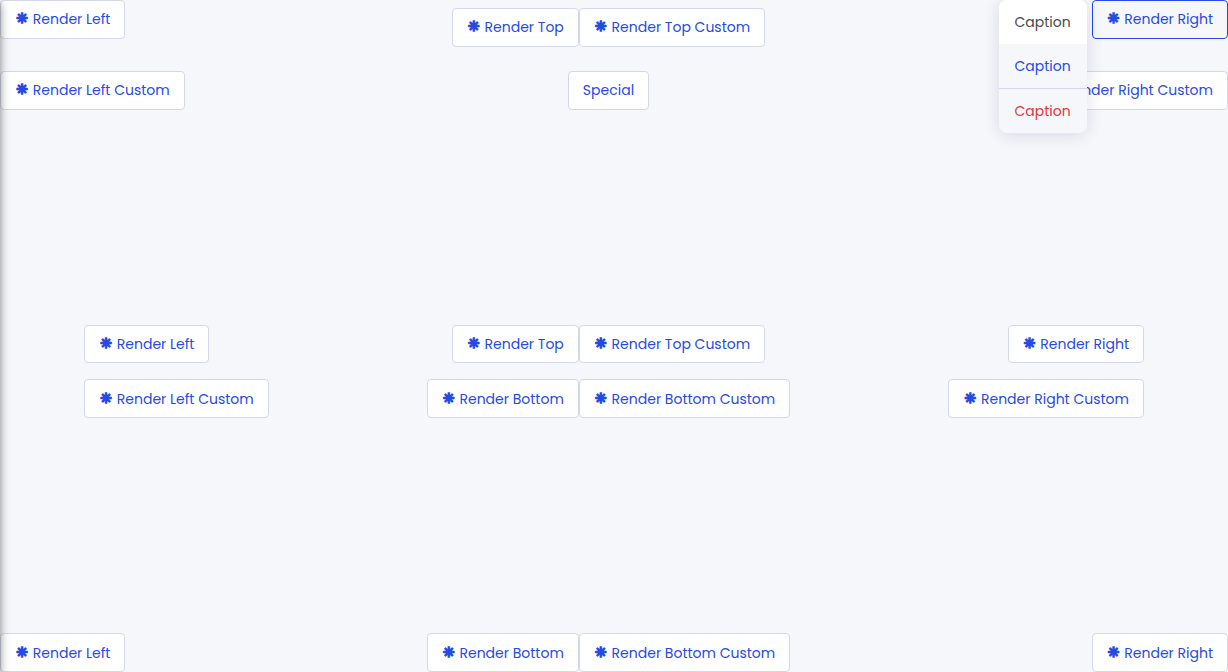 Render Left
Render Top
Render Top Custom
Caption
Render Right
Caption
Render Left Custom
Special
Right Custom
Caption
Render Left
Render Top
Render Top Custom
Render Right
Render Left Custom
Render Bottom
Render Bottom Custom
Render Right Custom
Render Left
Render Bottom
Render Bottom Custom
Render Right